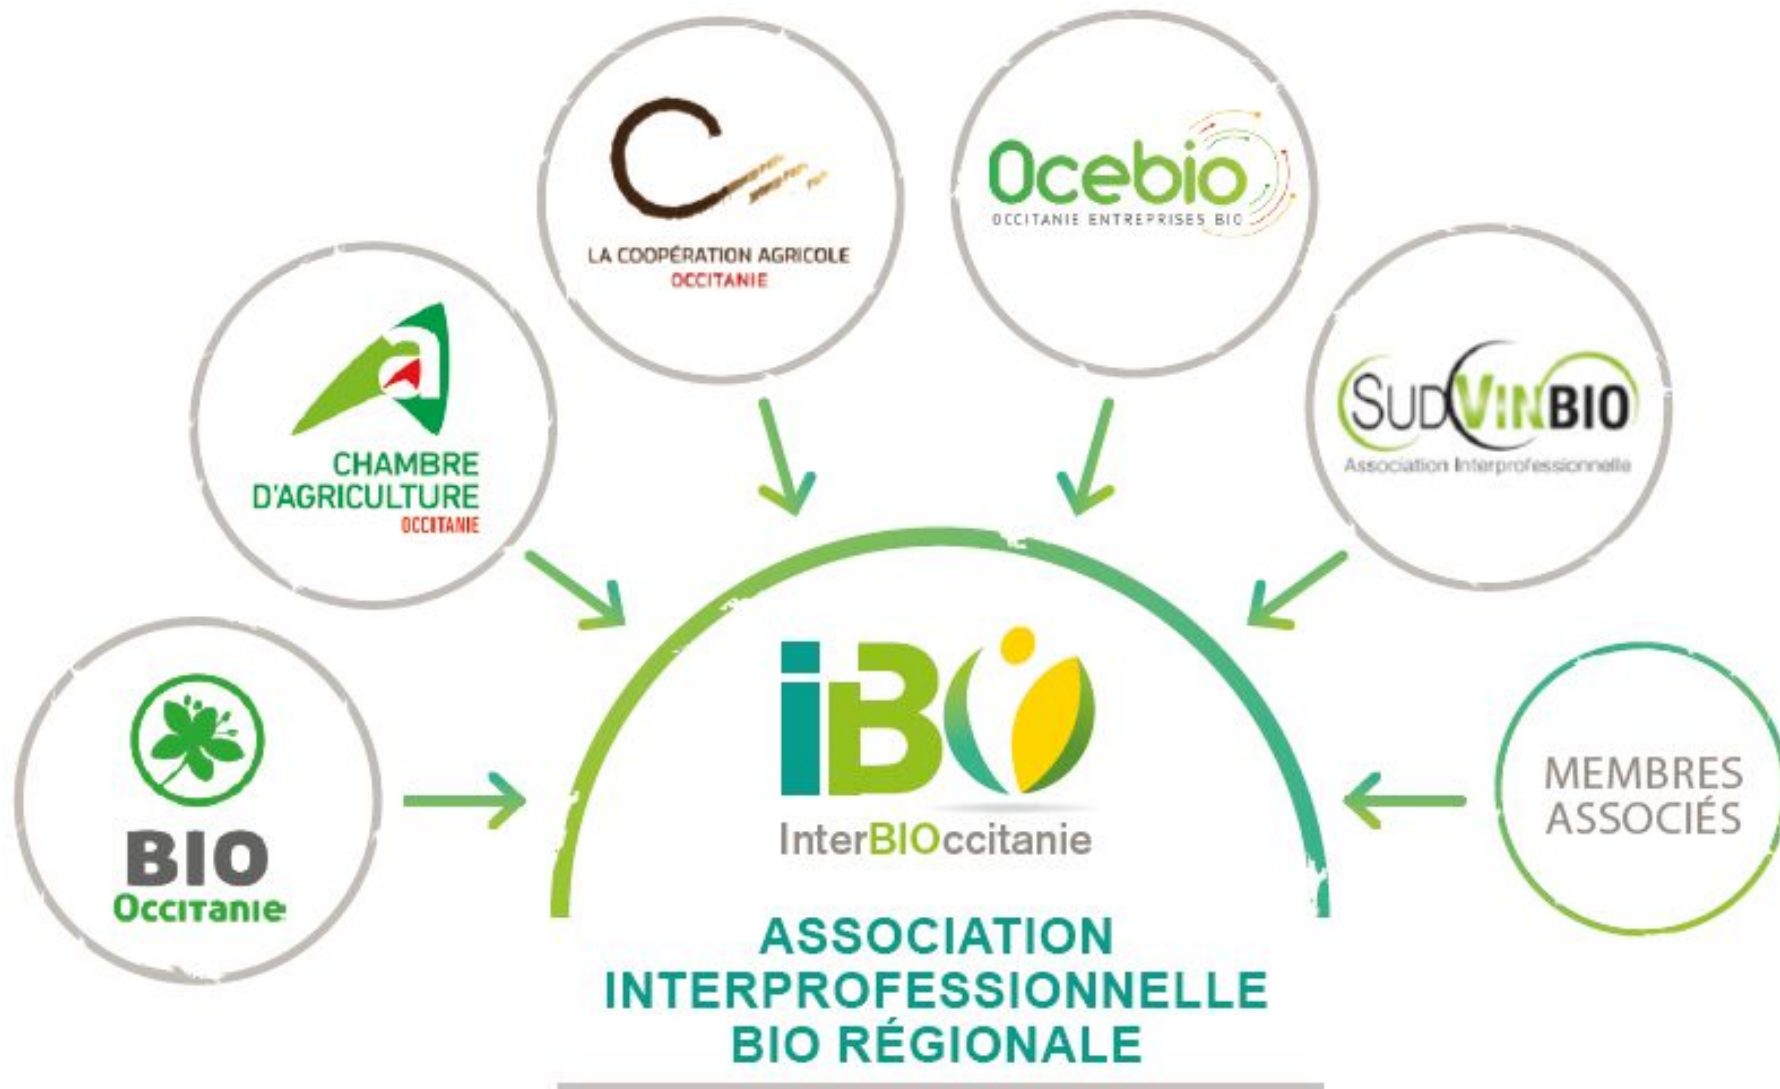 LA COOPÉRATION AGRICOLE
OCCITANIE
Ocebio
OCCITANIE ENTREPRISES BIO
CHAMBRE
D'AGRICULTURE
OCCITANIE
SUDVINBIO
Association Interprofessionnelle
BIO
Occitanie
iBO
InterBIOccitanie
MEMBRES
ASSOCIÉS
ASSOCIATION
INTERPROFESSIONNELLE
BIO RÉGIONALE